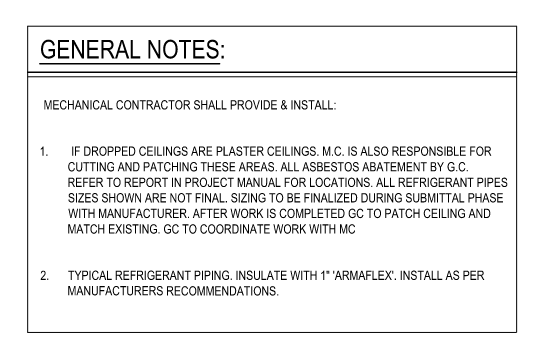 GENERAL NOTES:
MECHANICAL CONTRACTOR SHALL PROVIDE & INSTALL:
1. IF DROPPED CEILINGS ARE PLASTER CEILINGS. M.C. IS ALSO RESPONSIBLE FOR
CUTTING AND PATCHING THESE AREAS. ALL ASBESTOS ABATEMENT BY G.C.
REFER TO REPORT IN PROJECT MANUAL FOR LOCATIONS. ALL REFRIGERANT PIPES
SIZES SHOWN ARE NOT FINAL. SIZING TO BE FINALIZED DURING SUBMITTAL PHASE
WITH MANUFACTURER. AFTER WORK IS COMPLETED GC TO PATCH CEILING AND
MATCH EXISTING. GC TO COORDINATE WORK WITH MC
2. TYPICAL REFRIGERANT PIPING. INSULATE WITH 1" 'ARMAFLEX'. INSTALL AS PER
MANUFACTURERS RECOMMENDATIONS.